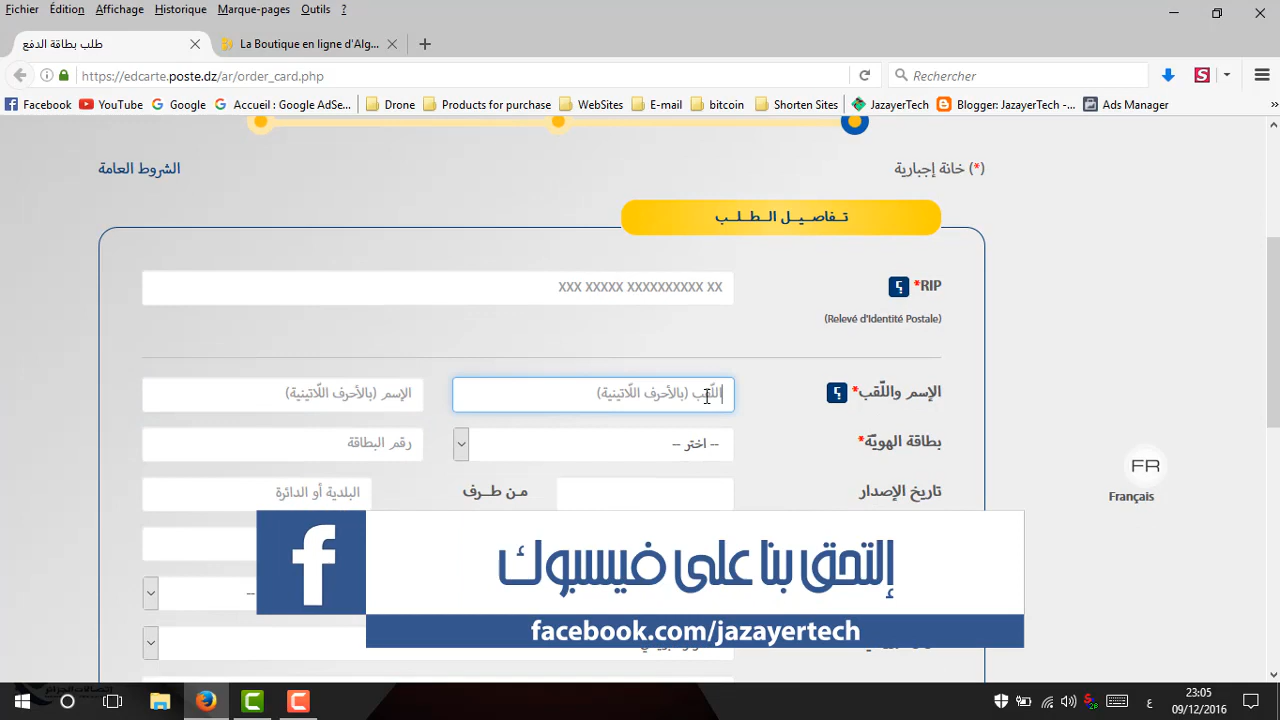 Fichier Édition Affichage Historique Marque-pages Outils ?
طلب بطاقة الدفع
La Boutique en ligne d'Alg...
https://edcarte.poste.dz/ar/order_card.php
Rechercher
Facebook YouTube Google Accueil : Google AdSe... Drone Products for purchase WebSites E-mail bitcoin Shorten Sites JazayerTech Blogger: JazayerTech -... Ads Manager
(*) خانة إجبارية
الشروط العامة
تـفاصـيـل الـطـلـب
RIP*
XXX XXXXX XXXXXXXXXX XX
(Relevé d'Identité Postale)
الإسم واللّقب*
اللّقب (بالأحرف اللّاتينية)
الإسم (بالأحرف اللّاتينية)
بطاقة الهويّة*
-- اختر --
رقم البطاقة
تاريخ الإصدار
مـن طـرف
البلدية أو الدائرة
FR
Français
إلتحق بنا على فيسبوك
facebook.com/jazayertech
ع
23:05
09/12/2016